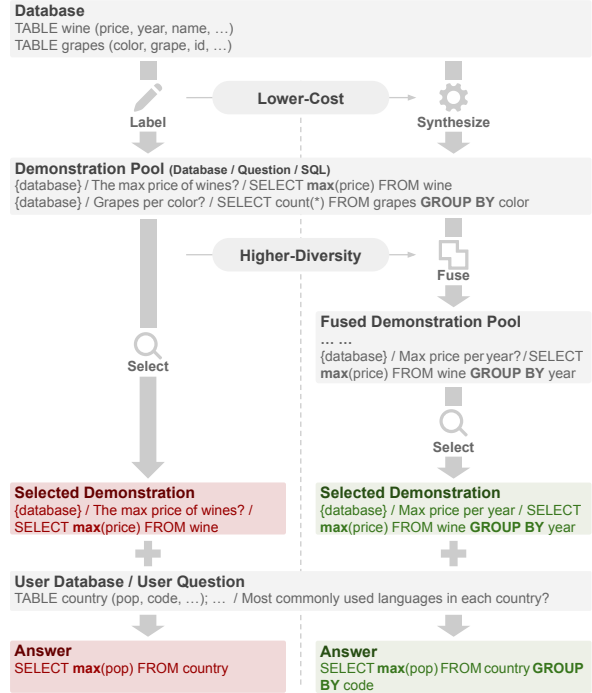 Database
TABLE wine (price, year, name, …)
TABLE grapes (color, grape, id, …)
Lower-Cost
Label
Synthesize
Demonstration Pool (Database / Question / SQL)
{database} / The max price of wines? / SELECT max(price) FROM wine
{database} / Grapes per color? / SELECT count(*) FROM grapes GROUP BY color
Higher-Diversity
Fuse
Fused Demonstration Pool
… …
{database} / Max price per year? / SELECT
max(price) FROM wine GROUP BY year
Select
Select
Selected Demonstration
{database} / The max price of wines? /
SELECT max(price) FROM wine
Selected Demonstration
{database} / Max price per year / SELECT
max(price) FROM wine GROUP BY year
User Database / User Question
TABLE country (pop, code, …); … / Most commonly used languages in each country?
Answer
SELECT max(pop) FROM country
Answer
SELECT max(pop) FROM country GROUP
BY code